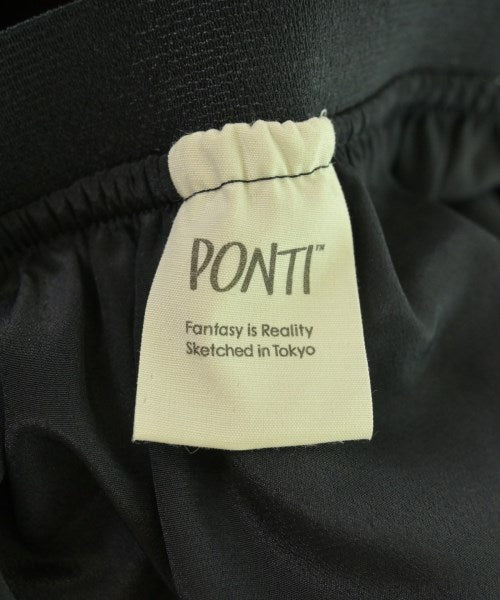 PONTI™
Fantasy is Reality
Sketched in Tokyo